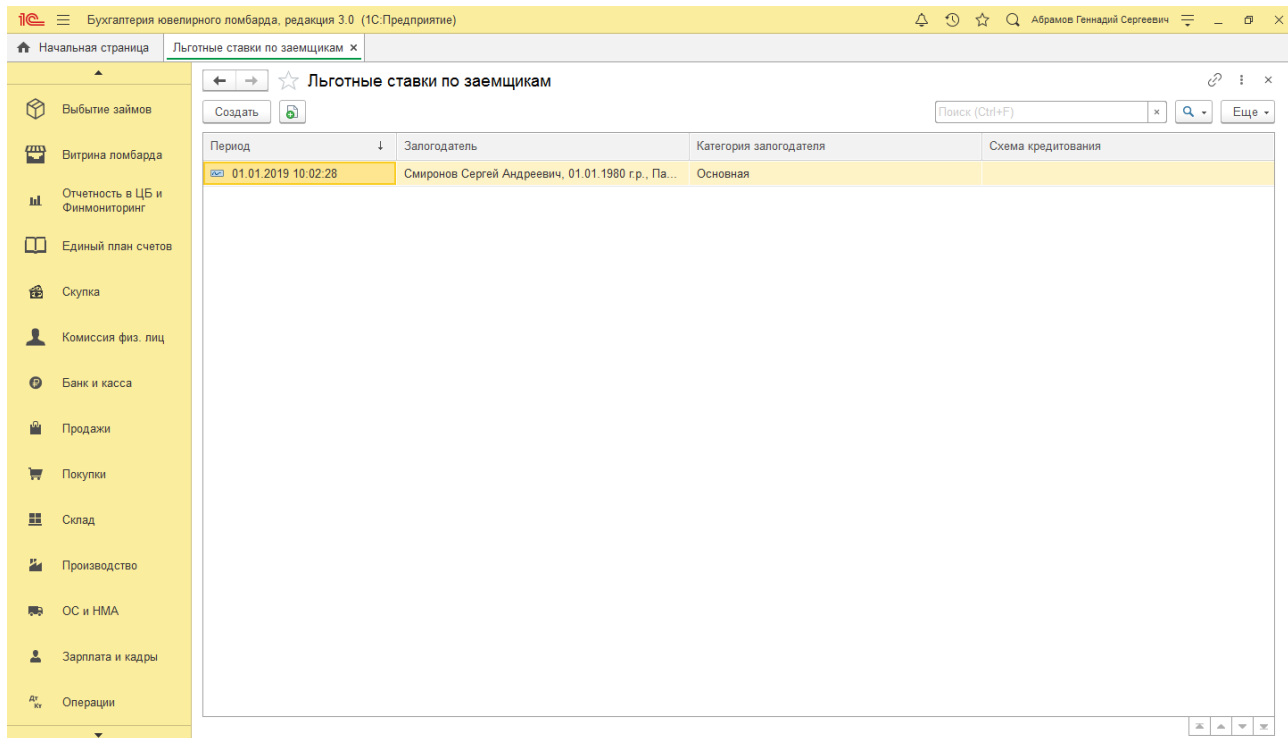 1С Бухгалтерия ювелирного ломбарда, редакция 3.0 (1С:Предприятие) Абрамов Геннадий Сергеевич
Начальная страница Льготные ставки по заемщикам ×
Льготные ставки по заемщикам
Создать Поиск (Ctrl+F) × Еще
Период ↓ Залогодатель Категория залогодателя Схема кредитования
01.01.2019 10:02:28 Смиронов Сергей Андреевич, 01.01.1980 г.р., Па... Основная
Выбытие займов
Витрина ломбарда
Отчетность в ЦБ и
Финмониторинг
Единый план счетов
Скупка
Комиссия физ. лиц
Банк и касса
Продажи
Покупки
Склад
Производство
ОС и НМА
Зарплата и кадры
Дт
Кт
Операции